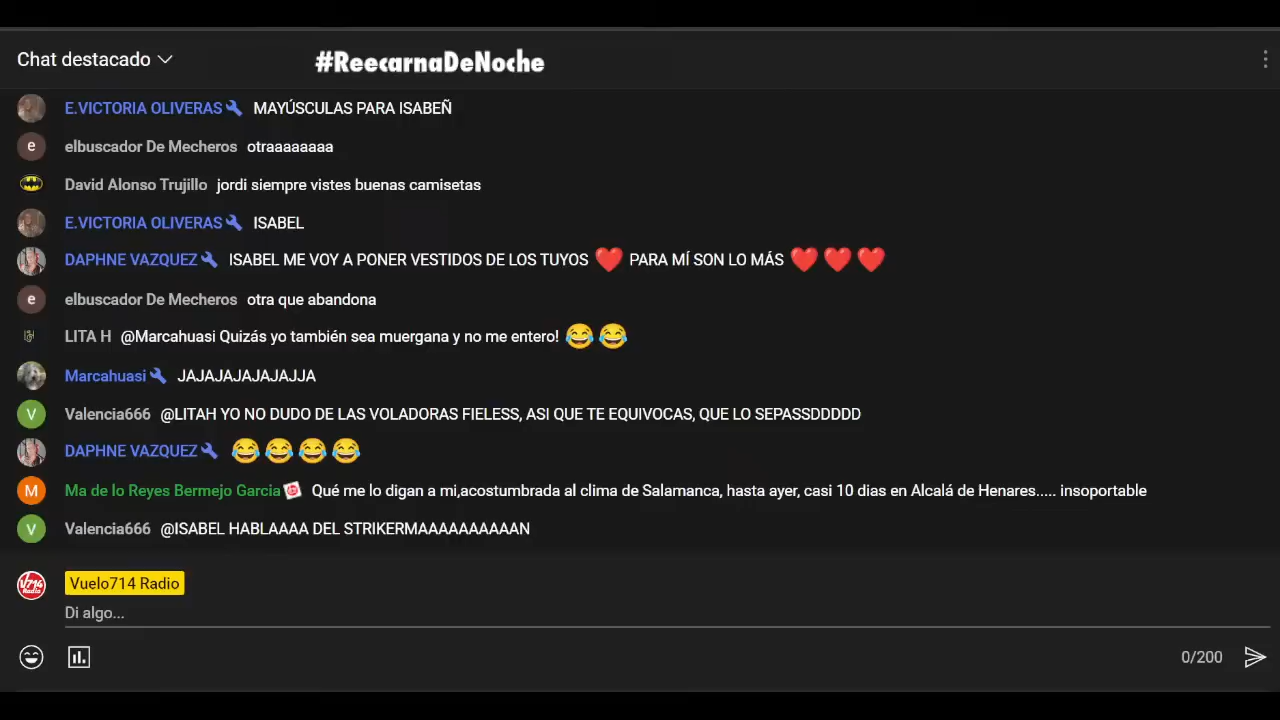 Chat destacado
#ReecarnaDeNoche
E.VICTORIA OLIVERAS MAYÚSCULAS PARA ISABEÑ
e elbuscador De Mecheros otraaaaaaaa
David Alonso Trujillo jordi siempre vistes buenas camisetas
E.VICTORIA OLIVERAS ISABEL
DAPHNE VAZQUEZ ISABEL ME VOY A PONER VESTIDOS DE LOS TUYOS ❤️ PARA MÍ SON LO MÁS ❤️ ❤️ ❤️
e elbuscador De Mecheros otra que abandona
LITA H @Marcahuasi Quizás yo también sea muergana y no me entero! 😂 😂
Marcahuasi JAJAJAJAJAJAJJA
V Valencia666 @LITAH YO NO DUDO DE LAS VOLADORAS FIELESS, ASI QUE TE EQUIVOCAS, QUE LO SEPASSDDDDD
DAPHNE VAZQUEZ 😂 😂 😂 😂
M Ma de lo Reyes Bermejo Garcia Qué me lo digan a mi,acostumbrada al clima de Salamanca, hasta ayer, casi 10 dias en Alcalá de Henares..... insoportable
V Valencia666 @ISABEL HABLAAAA DEL STRIKERMAAAAAAAAAAN
V714 Radio Vuelo714 Radio
Di algo...
0/200